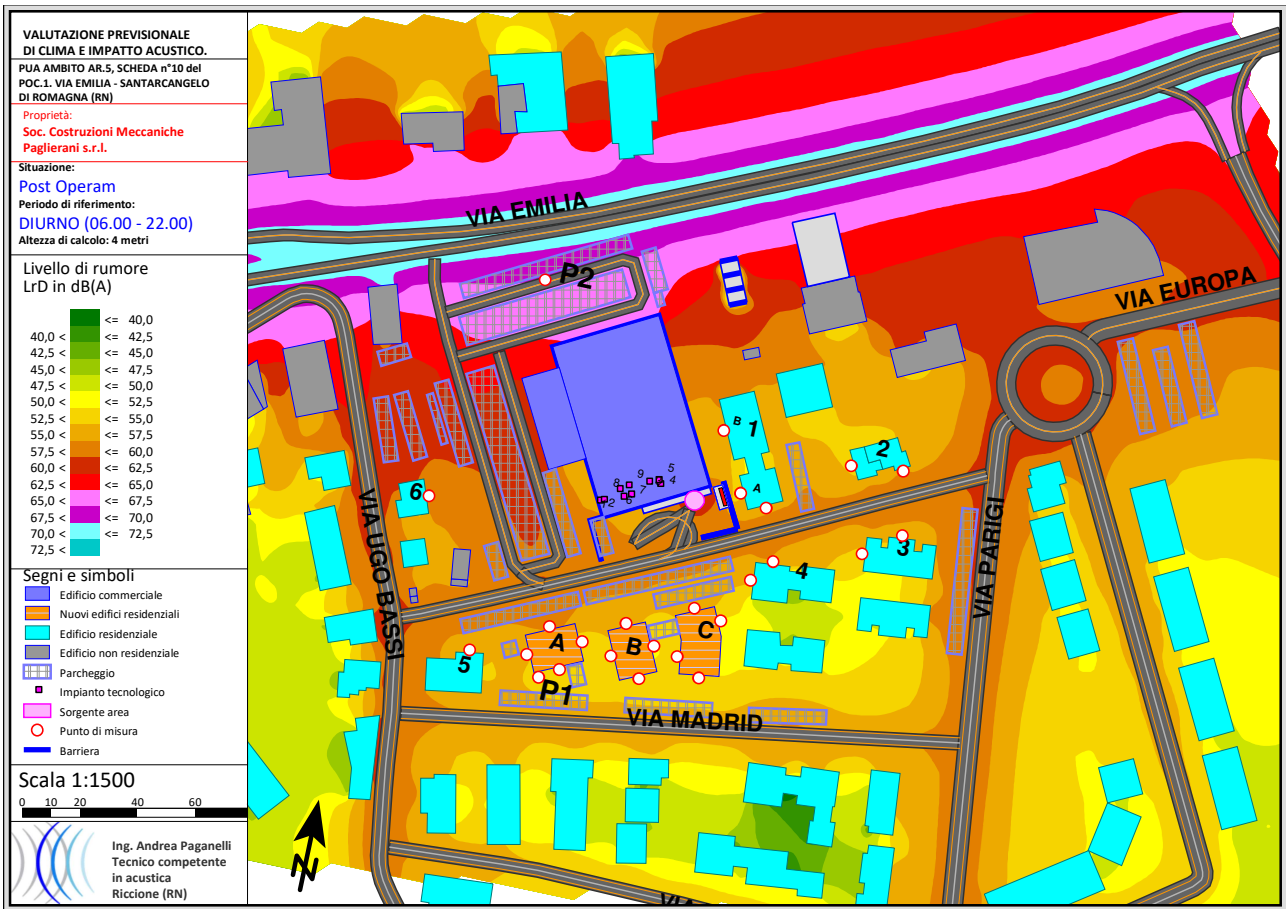 VALUTAZIONE PREVISIONALE
DI CLIMA E IMPATTO ACUSTICO.
PUA AMBITO AR.5, SCHEDA n°10 del
POC.1. VIA EMILIA - SANTARCANGELO
DI ROMAGNA (RN)
Proprietà:
Soc. Costruzioni Meccaniche
Paglierani s.r.l.
Situazione:
Post Operam
Periodo di riferimento:
DIURNO (06.00 - 22.00)
Altezza di calcolo: 4 metri
Livello di rumore
LrD in dB(A)
<= 40,0
40,0 < <= 42,5
42,5 < <= 45,0
45,0 < <= 47,5
47,5 < <= 50,0
50,0 < <= 52,5
52,5 < <= 55,0
55,0 < <= 57,5
57,5 < <= 60,0
60,0 < <= 62,5
62,5 < <= 65,0
65,0 < <= 67,5
67,5 < <= 70,0
70,0 < <= 72,5
72,5 <
Segni e simboli
Edificio commerciale
Nuovi edifici residenziali
Edificio residenziale
Edificio non residenziale
Parcheggio
Impianto tecnologico
Sorgente area
Punto di misura
Barriera
Scala 1:1500
0 10 20 40 60
Ing. Andrea Paganelli
Tecnico competente
in acustica
Riccione (RN)
N
VIA EMILIA
P2
VIA EUROPA
B 1
A
2
9 5
8 4
7
6
2
6
VIA UGO BASSI
3
4
VIA PARIGI
A
B
C
5
P1
VIA MADRID